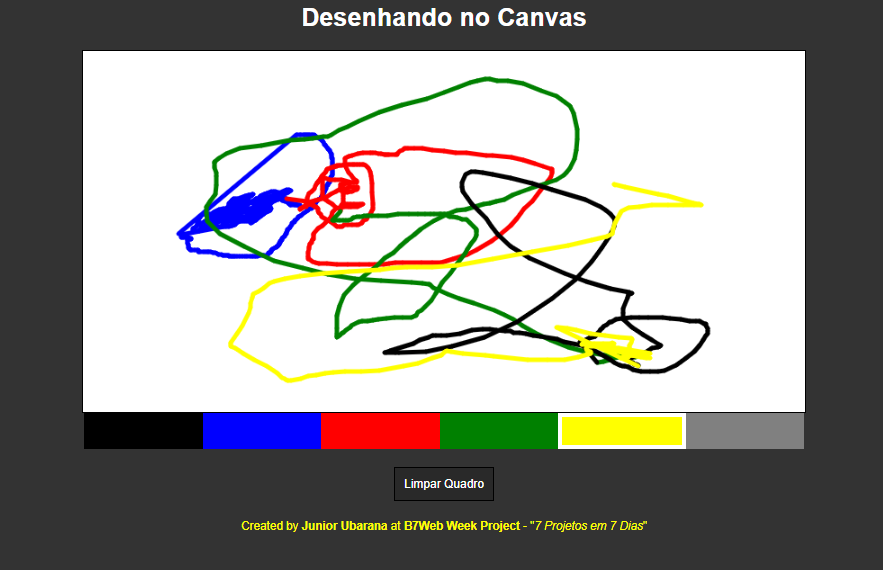 Desenhando no Canvas
Limpar Quadro
Created by Junior Ubarana at B7Web Week Project - "7 Projetos em 7 Dias"